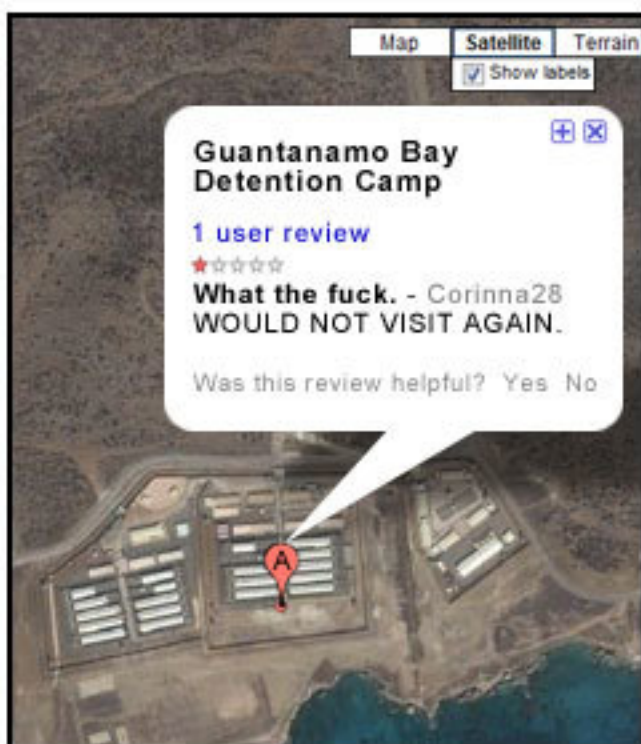 Map Satellite Terrain
Show labels
Guantanamo Bay
Detention Camp
1 user review
What the fuck. - Corinna28
WOULD NOT VISIT AGAIN.
Was this review helpful? Yes No
A